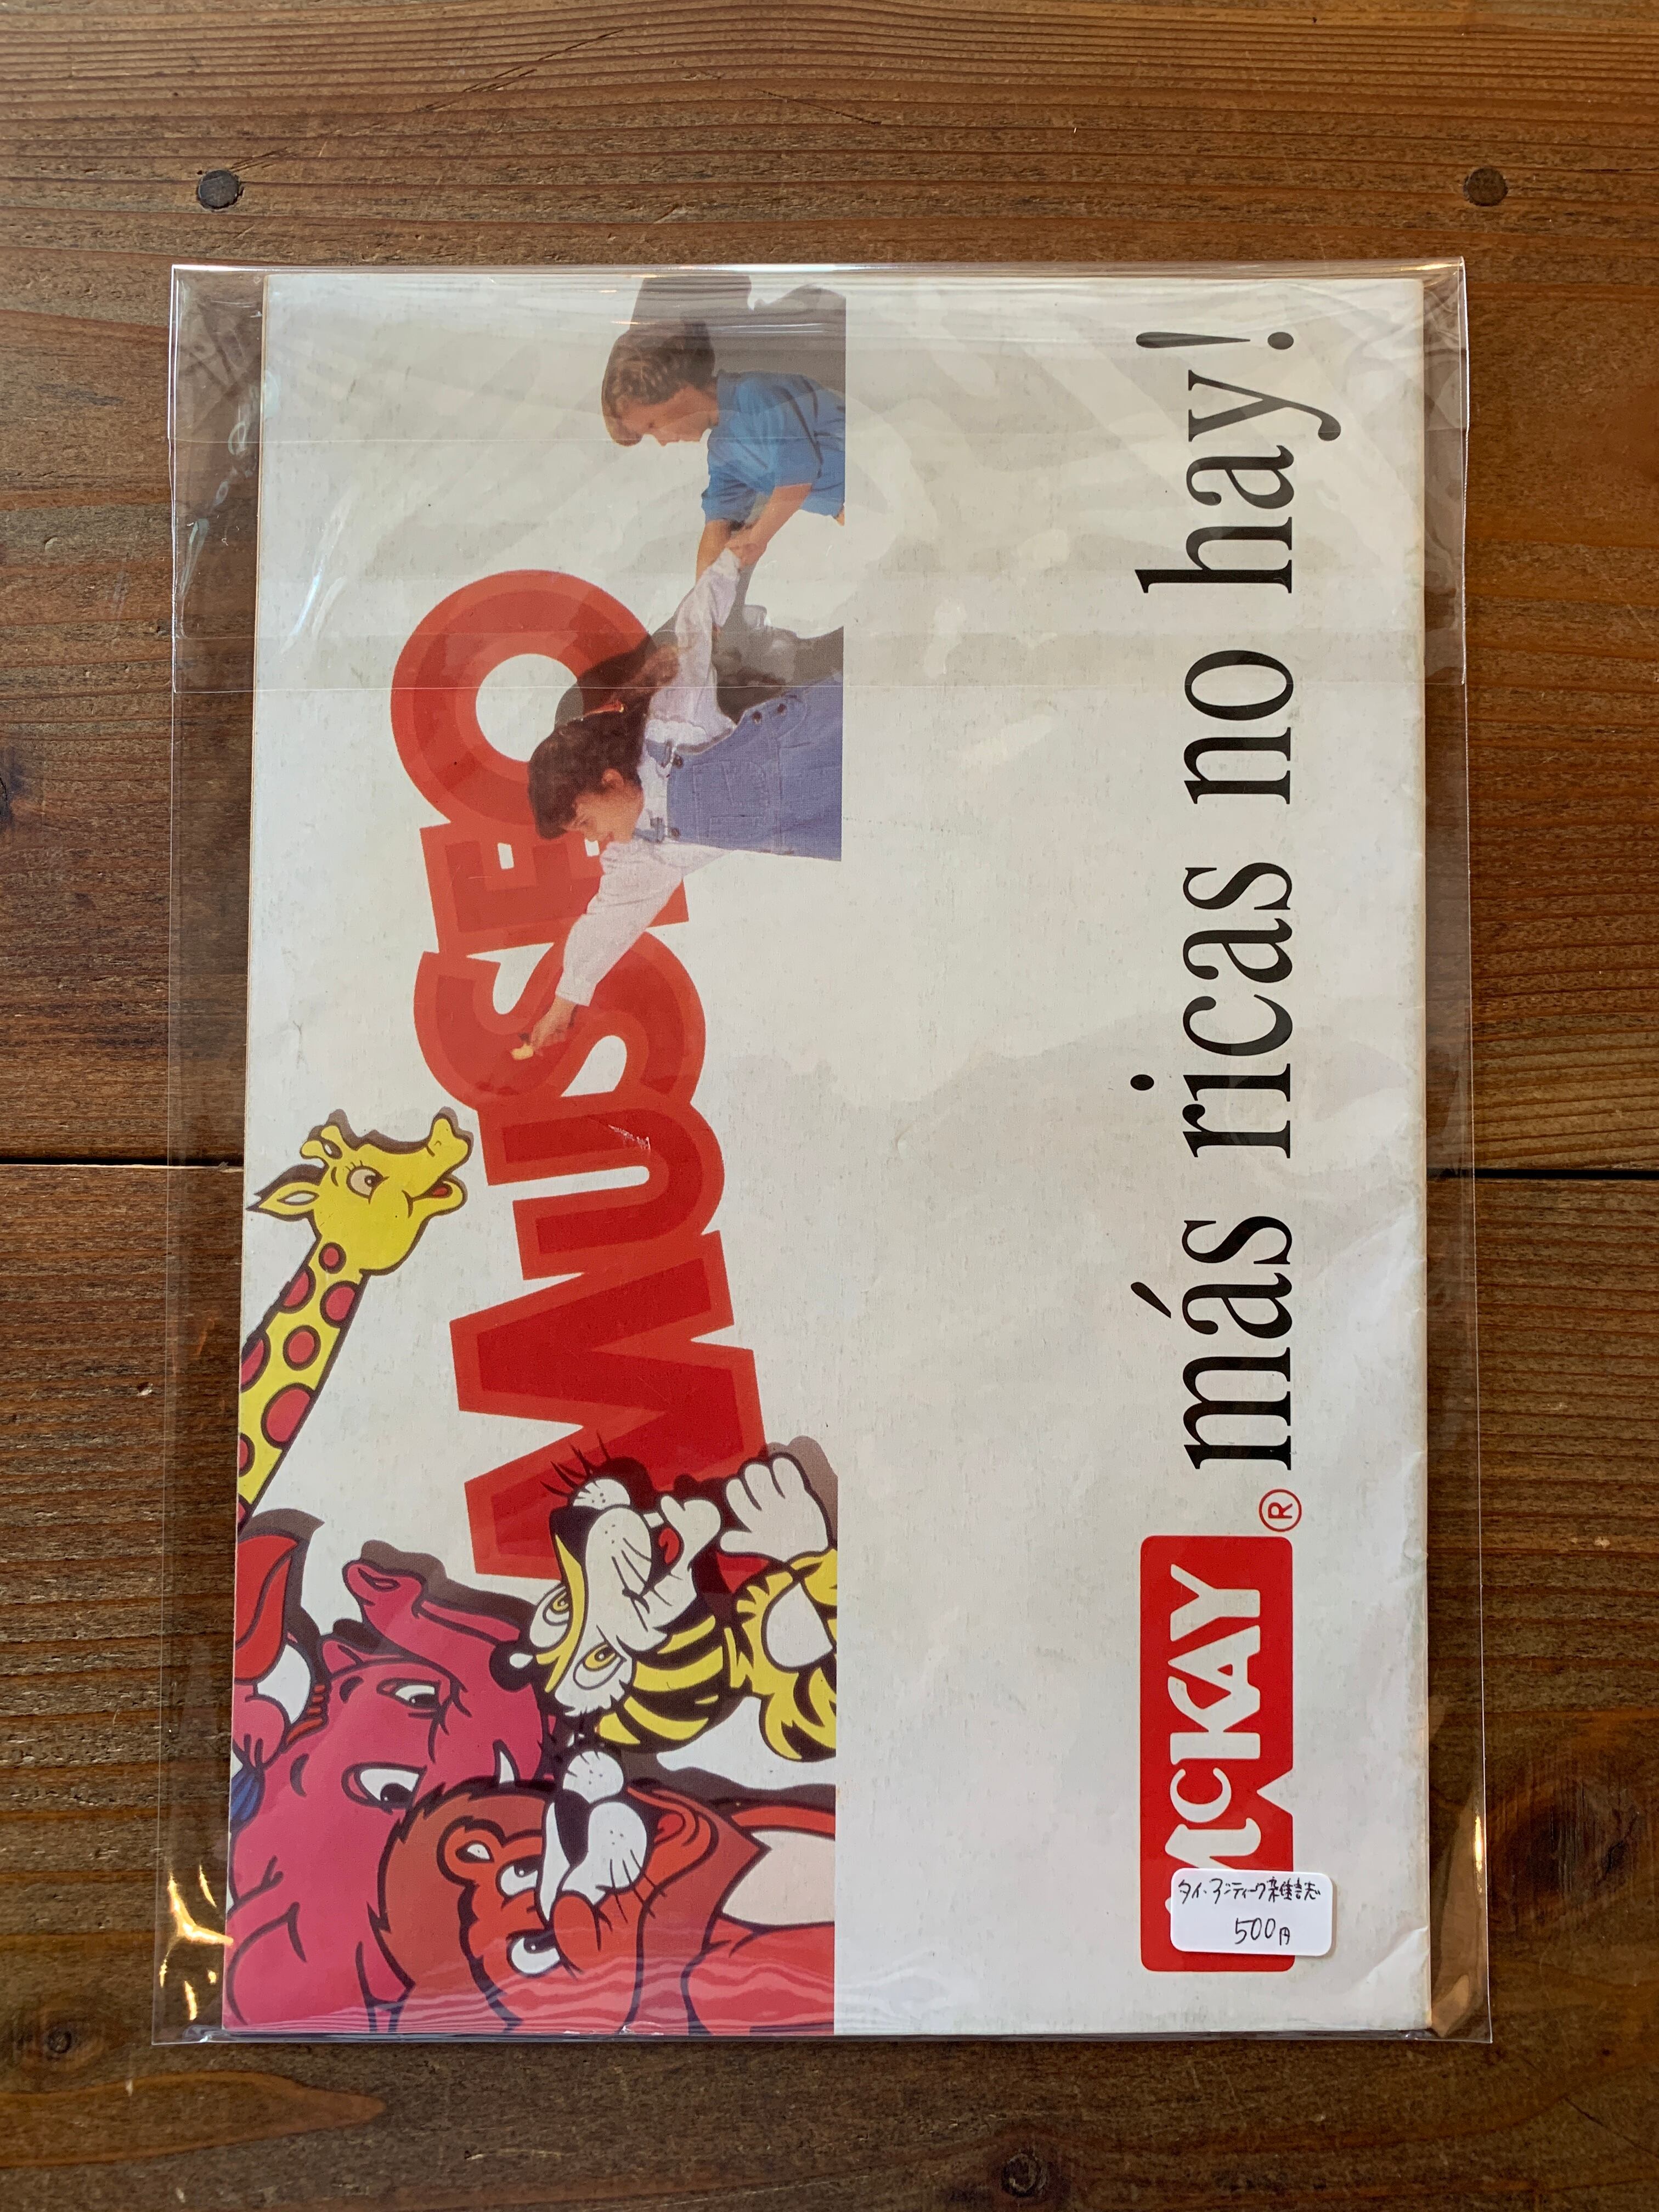 MUSEO
MCKAY® más ricas no hay!
タイ・アンティーク雑誌
500円